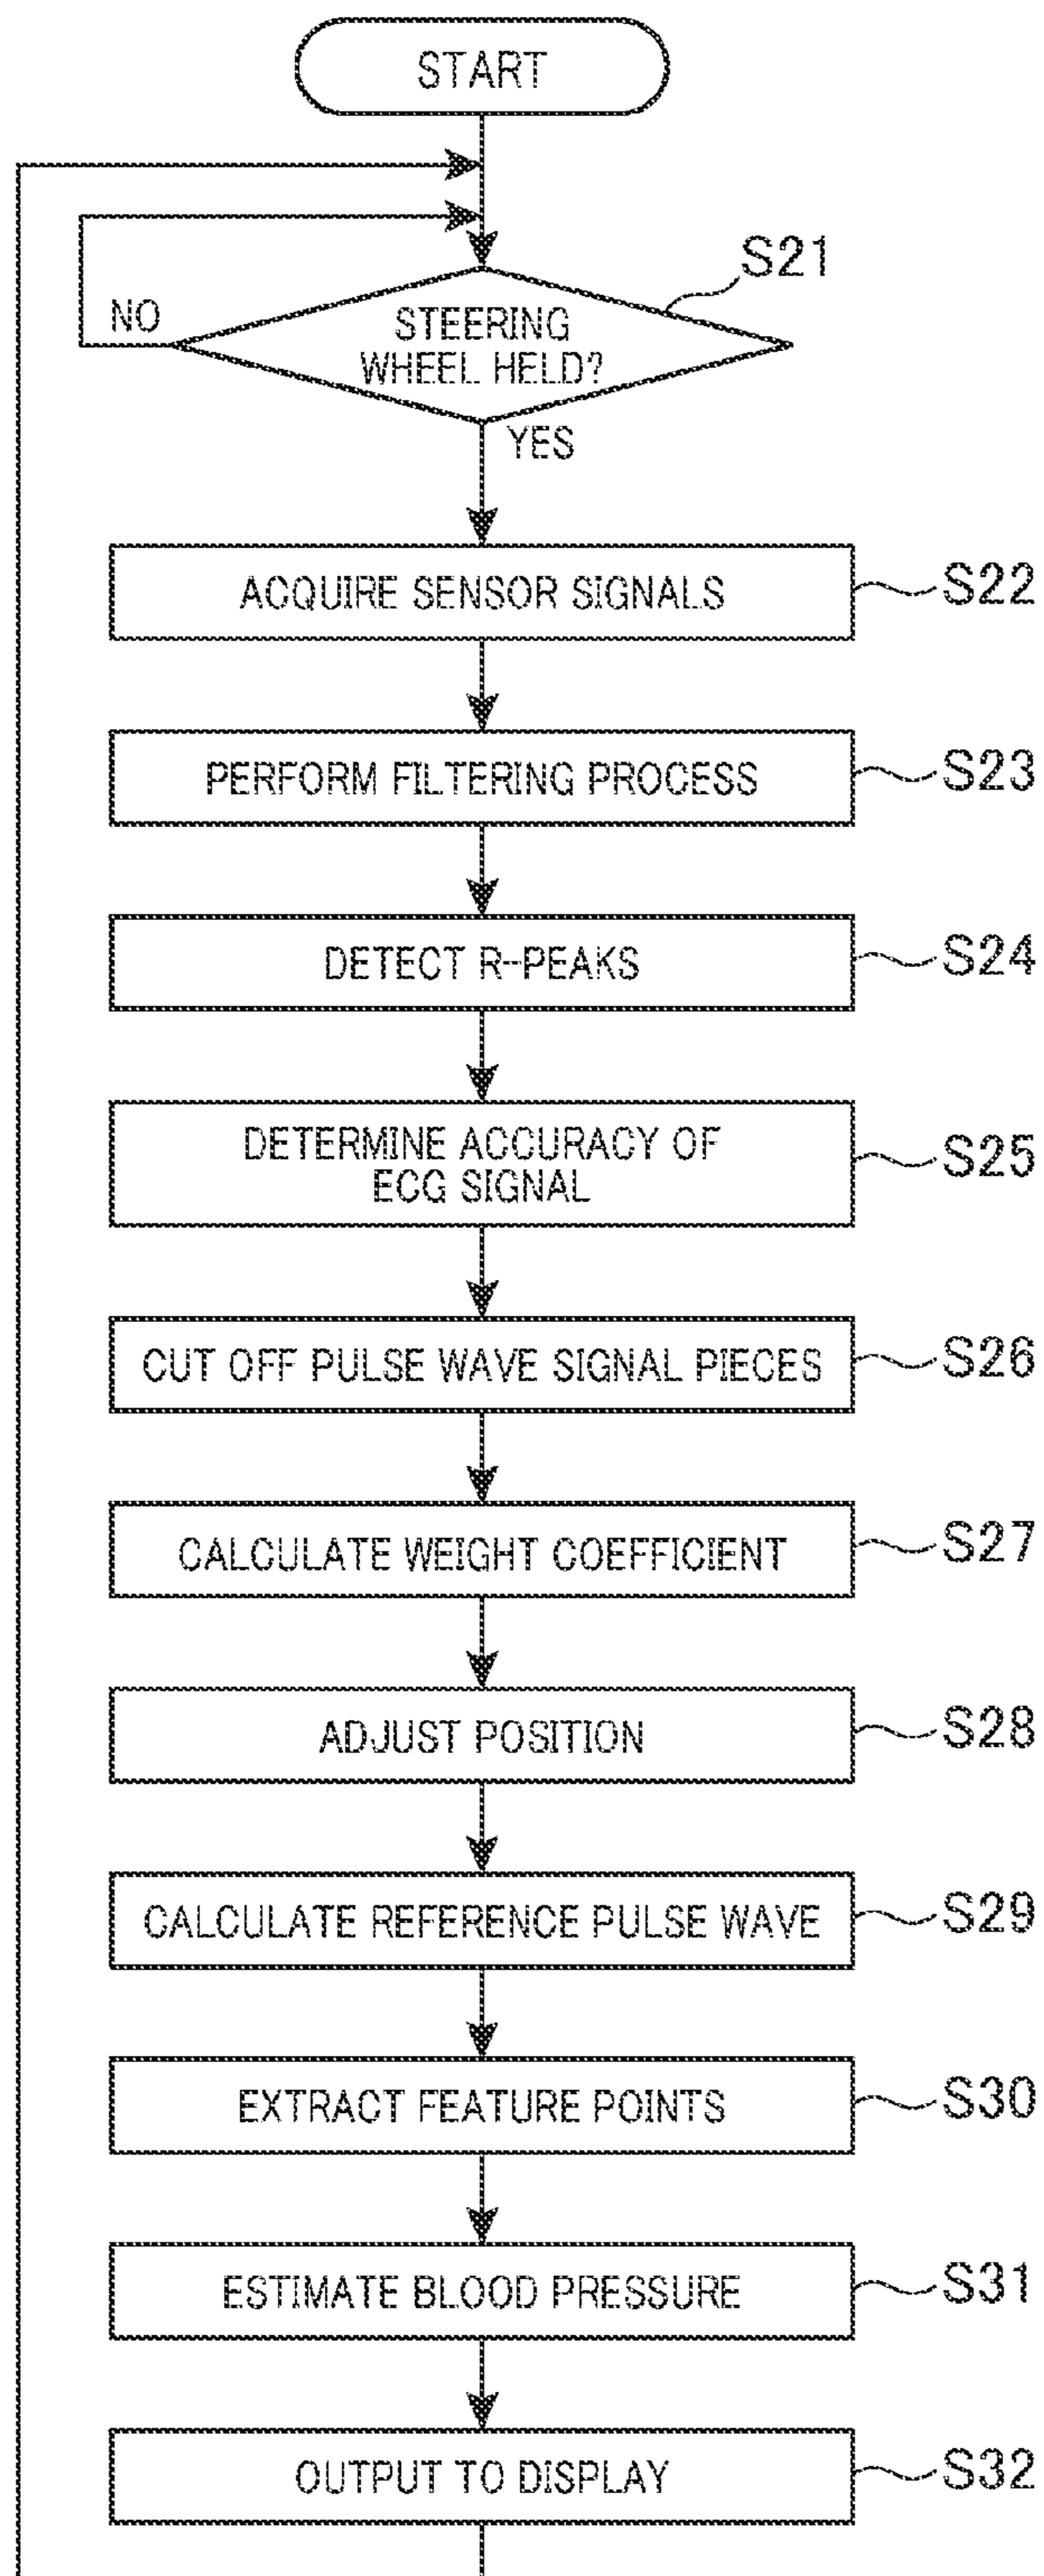 START
S21
STEERING
WHEEL HELD?
NO
YES
ACQUIRE SENSOR SIGNALS
S22
PERFORM FILTERING PROCESS
S23
DETECT R-PEAKS
S24
DETERMINE ACCURACY OF
ECG SIGNAL
S25
CUT OFF PULSE WAVE SIGNAL PIECES
S26
CALCULATE WEIGHT COEFFICIENT
S27
ADJUST POSITION
S28
CALCULATE REFERENCE PULSE WAVE
S29
EXTRACT FEATURE POINTS
S30
ESTIMATE BLOOD PRESSURE
S31
OUTPUT TO DISPLAY
S32